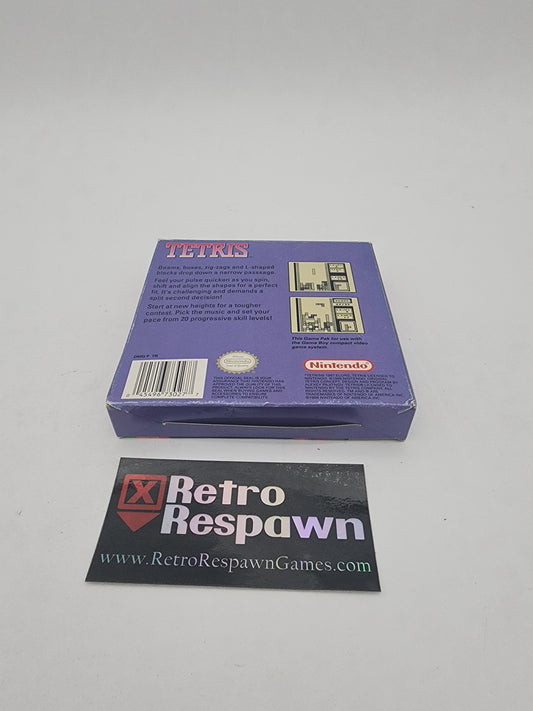 TETRIS
Beams, boxes, zig-zags and L-shaped
blocks drop down a narrow passage.
Feel your pulse quicken as you spin,
shift and align the shapes for a perfect
fit. It's challenging and demands a
split second decision!
Start at new heights for a tougher
contest. Pick the music and set your
pace from 20 progressive skill levels!
This Game Pak for use with
the Game Boy compact video
game system.
Nintendo
Nintendo
X Retro
Respawn
www.RetroRespawnGames.com